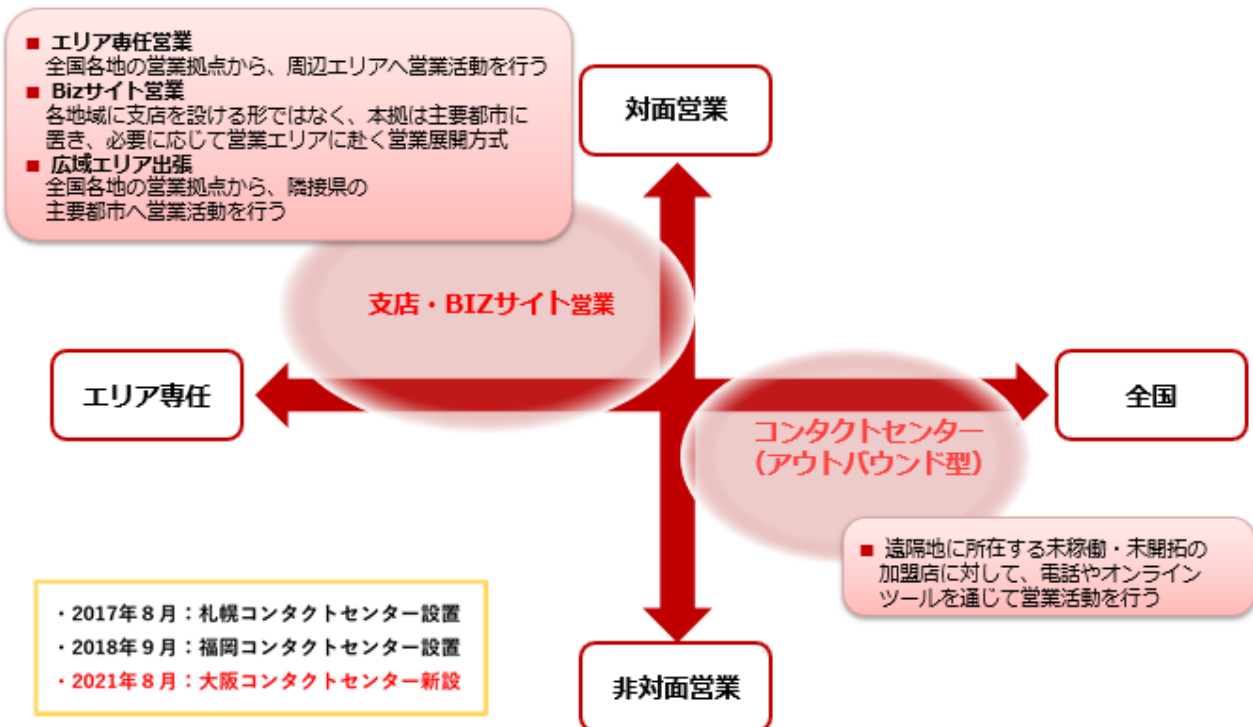 ■ エリア専任営業
全国各地の営業拠点から、周辺エリアへ営業活動を行う
■ Bizサイト営業
各地域に支店を設ける形ではなく、本拠は主要都市に
置き、必要に応じて営業エリアに赴く営業展開方式
■ 広域エリア出張
全国各地の営業拠点から、隣接県の
主要都市へ営業活動を行う
対面営業
支店・BIZサイト営業
エリア専任
全国
コンタクトセンター
(アウトバウンド型)
■ 遠隔地に所在する未稼働・未開拓の
加盟店に対して、電話やオンライン
ツールを通じて営業活動を行う
・2017年8月：札幌コンタクトセンター設置
・2018年9月：福岡コンタクトセンター設置
・2021年8月：大阪コンタクトセンター新設
非対面営業